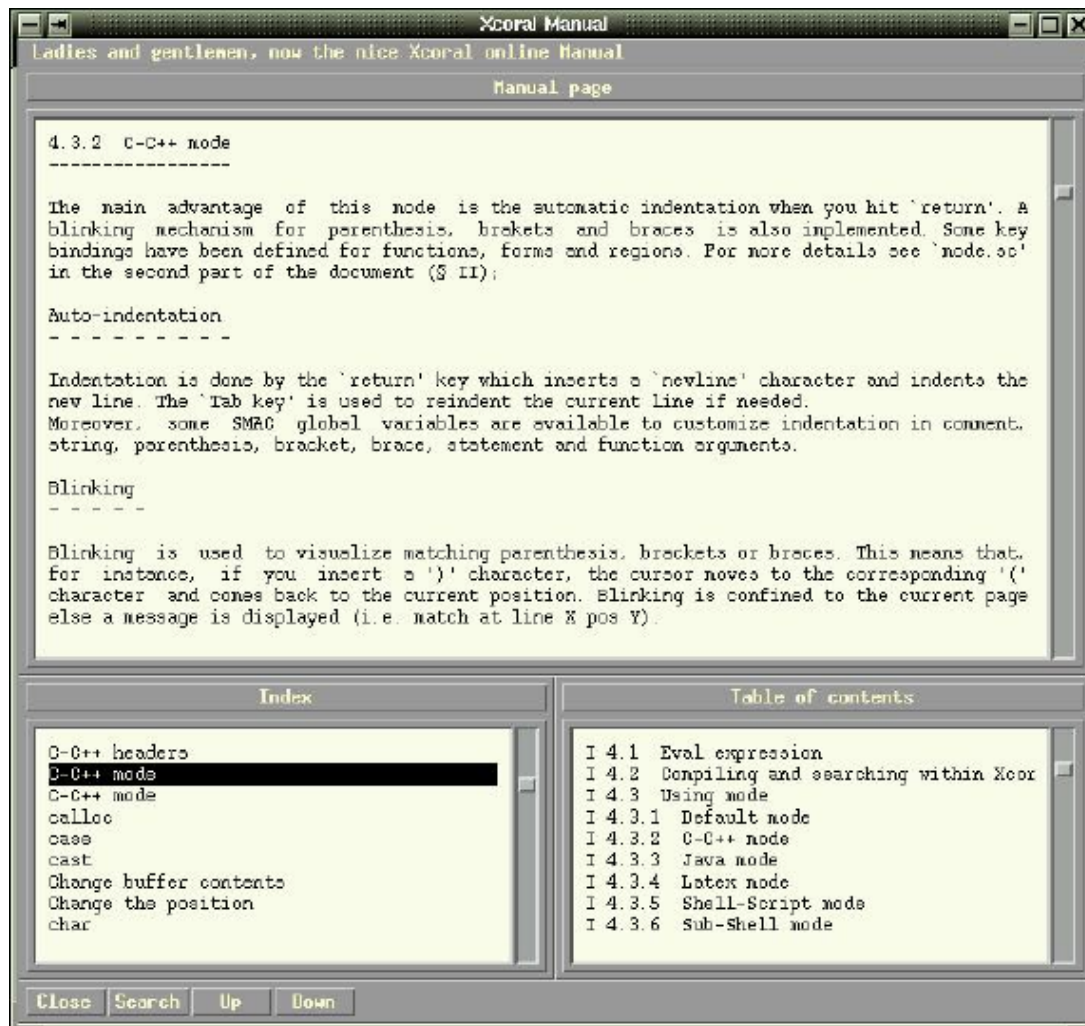 Xcoral Manual
Ladies and gentlemen, now the nice Xcoral online Manual
Manual page
4.3.2 C-C++ mode
-----------------
The main advantage of this mode is the automatic indentation when you hit `return'. A
blinking mechanism for parenthesis, brakets and braces is also implemented. Some key
bindings have been defined for functions, forms and regions. For more details see `mode.sc'
in the second part of the document (§ II);
Auto-indentation
- - - - - - - - -
Indentation is done by the `return' key which inserts a `newline' character and indents the
new line. The `Tab key' is used to reindent the current line if needed.
Moreover, some SMAC global variables are available to customize indentation in comment,
string, parenthesis, bracket, brace, statement and function arguments.
Blinking
- - - - -
Blinking is used to visualize matching parenthesis, brackets or braces. This means that,
for instance, if you insert a ')' character, the cursor moves to the corresponding '('
character and comes back to the current position. Blinking is confined to the current page
else a message is displayed (i.e. match at line X pos Y).
Index
C-C++ headers
C-C++ mode
C-C++ mode
calloc
case
cast
Change buffer contents
Change the position
char
Table of contents
I 4.1 Eval expression
I 4.2 Compiling and searching within Xcor
I 4.3 Using mode
I 4.3.1 Default mode
I 4.3.2 C-C++ mode
I 4.3.3 Java mode
I 4.3.4 Latex mode
I 4.3.5 Shell-Script mode
I 4.3.6 Sub-Shell mode
Close Search Up Down